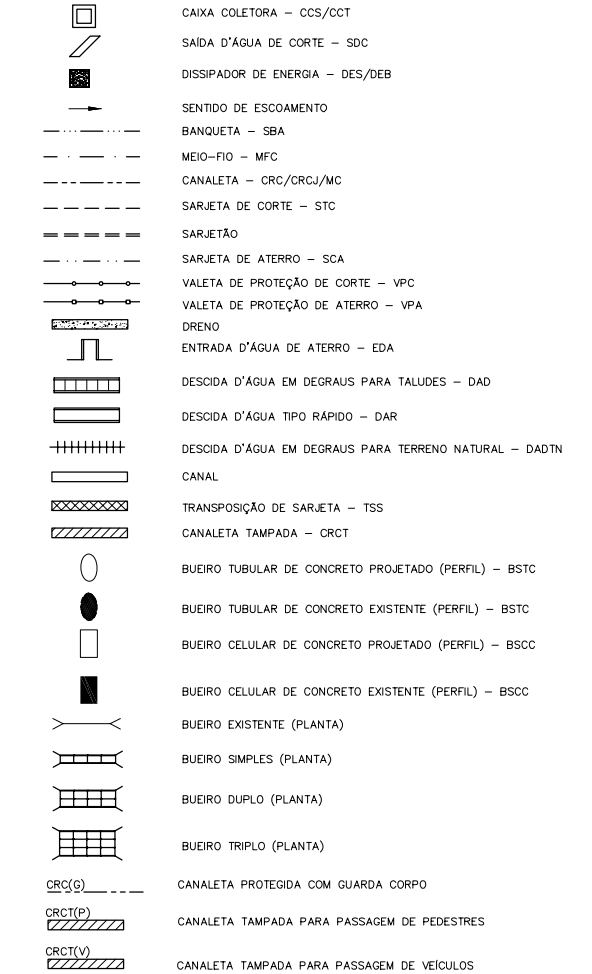 CAIXA COLETORA – CCS/CCT
SAÍDA D'ÁGUA DE CORTE – SDC
DISSIPADOR DE ENERGIA – DES/DEB
SENTIDO DE ESCOAMENTO
BANQUETA – SBA
MEIO–FIO – MFC
CANALETA – CRC/CRCJ/MC
SARJETA DE CORTE – STC
SARJETÃO
SARJETA DE ATERRO – SCA
VALETA DE PROTEÇÃO DE CORTE – VPC
VALETA DE PROTEÇÃO DE ATERRO – VPA
DRENO
ENTRADA D'ÁGUA DE ATERRO – EDA
DESCIDA D'ÁGUA EM DEGRAUS PARA TALUDES – DAD
DESCIDA D'ÁGUA TIPO RÁPIDO – DAR
DESCIDA D'ÁGUA EM DEGRAUS PARA TERRENO NATURAL – DADTN
CANAL
TRANSPOSIÇÃO DE SARJETA – TSS
CANALETA TAMPADA – CRCT
BUEIRO TUBULAR DE CONCRETO PROJETADO (PERFIL) – BSTC
BUEIRO TUBULAR DE CONCRETO EXISTENTE (PERFIL) – BSTC
BUEIRO CELULAR DE CONCRETO PROJETADO (PERFIL) – BSCC
BUEIRO CELULAR DE CONCRETO EXISTENTE (PERFIL) – BSCC
BUEIRO EXISTENTE (PLANTA)
BUEIRO SIMPLES (PLANTA)
BUEIRO DUPLO (PLANTA)
BUEIRO TRIPLO (PLANTA)
CRC(G) CANALETA PROTEGIDA COM GUARDA CORPO
CRCT(P) CANALETA TAMPADA PARA PASSAGEM DE PEDESTRES
CRCT(V) CANALETA TAMPADA PARA PASSAGEM DE VEÍCULOS